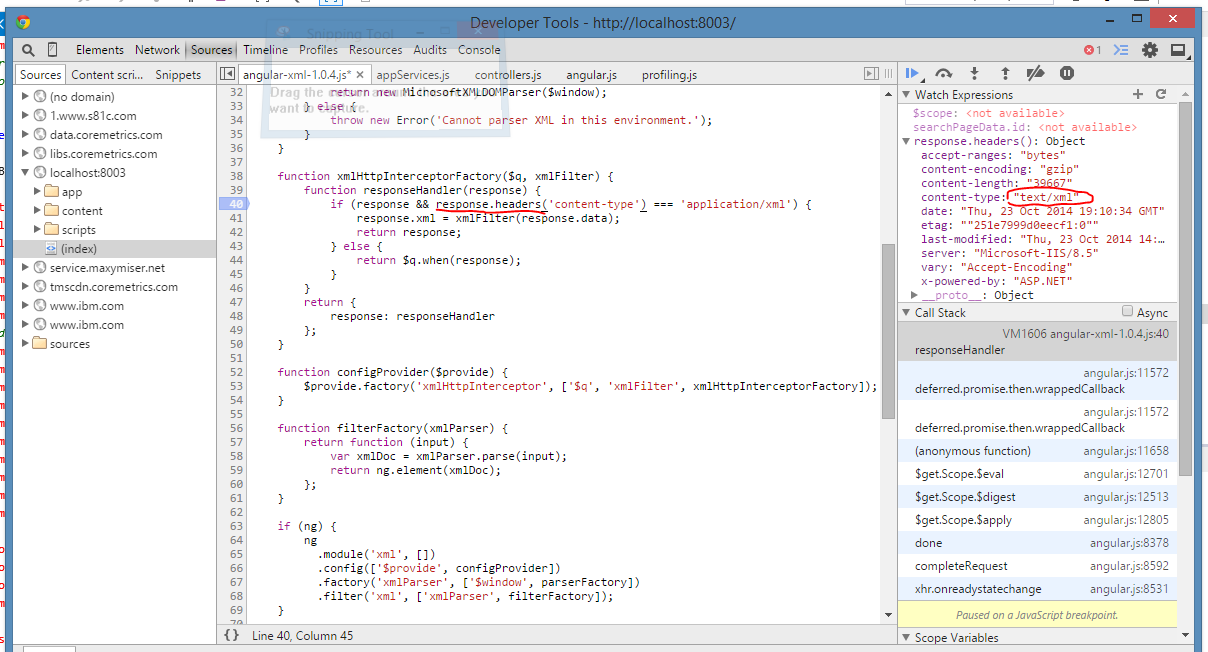 Developer Tools - http://localhost:8003/
Snipping Tool
Elements Network Sources Timeline Profiles Resources Audits Console
1
Sources Content scri... Snippets
angular-xml-1.0.4.js* × appServices.js controllers.js angular.js profiling.js
(no domain)
1.www.s81c.com
data.coremetrics.com
libs.coremetrics.com
localhost:8003
app
content
scripts
(index)
service.maxymiser.net
tmscdn.coremetrics.com
www.ibm.com
www.ibm.com
sources
Drag the
want to capture.
32 return new MicrosoftXMLDOMParser($window);
33 } else {
34 throw new Error('Cannot parser XML in this environment.');
35 }
36 }
37
38 function xmlHttpInterceptorFactory($q, xmlFilter) {
39 function responseHandler(response) {
40 if (response && response.headers('content-type') === 'application/xml') {
41 response.xml = xmlFilter(response.data);
42 return response;
43 } else {
44 return $q.when(response);
45 }
46 }
47 return {
48 response: responseHandler
49 };
50 }
51
52 function configProvider($provide) {
53 $provide.factory('xmlHttpInterceptor', ['$q', 'xmlFilter', xmlHttpInterceptorFactory]);
54 }
55
56 function filterFactory(xmlParser) {
57 return function (input) {
58 var xmlDoc = xmlParser.parse(input);
59 return ng.element(xmlDoc);
60 };
61 }
62
63 if (ng) {
64 ng
65 .module('xml', [])
66 .config(['$provide', configProvider])
67 .factory('xmlParser', ['$window', parserFactory])
68 .filter('xml', ['xmlParser', filterFactory]);
69 }
70
{} Line 40, Column 45
Watch Expressions
$scope: <not available>
searchPageData.id: <not available>
response.headers(): Object
accept-ranges: "bytes"
content-encoding: "gzip"
content-length: "39667"
content-type: "text/xml"
date: "Thu, 23 Oct 2014 19:10:34 GMT"
etag: ""251e7999d0eecf1:0""
last-modified: "Thu, 23 Oct 2014 14:...
server: "Microsoft-IIS/8.5"
vary: "Accept-Encoding"
x-powered-by: "ASP.NET"
__proto__: Object
Call Stack Async
VM1606 angular-xml-1.0.4.js:40
responseHandler
angular.js:11572
deferred.promise.then.wrappedCallback
angular.js:11572
deferred.promise.then.wrappedCallback
(anonymous function) angular.js:11658
$get.Scope.$eval angular.js:12701
$get.Scope.$digest angular.js:12513
$get.Scope.$apply angular.js:12805
done angular.js:8378
completeRequest angular.js:8592
xhr.onreadystatechange angular.js:8531
Paused on a JavaScript breakpoint.
Scope Variables